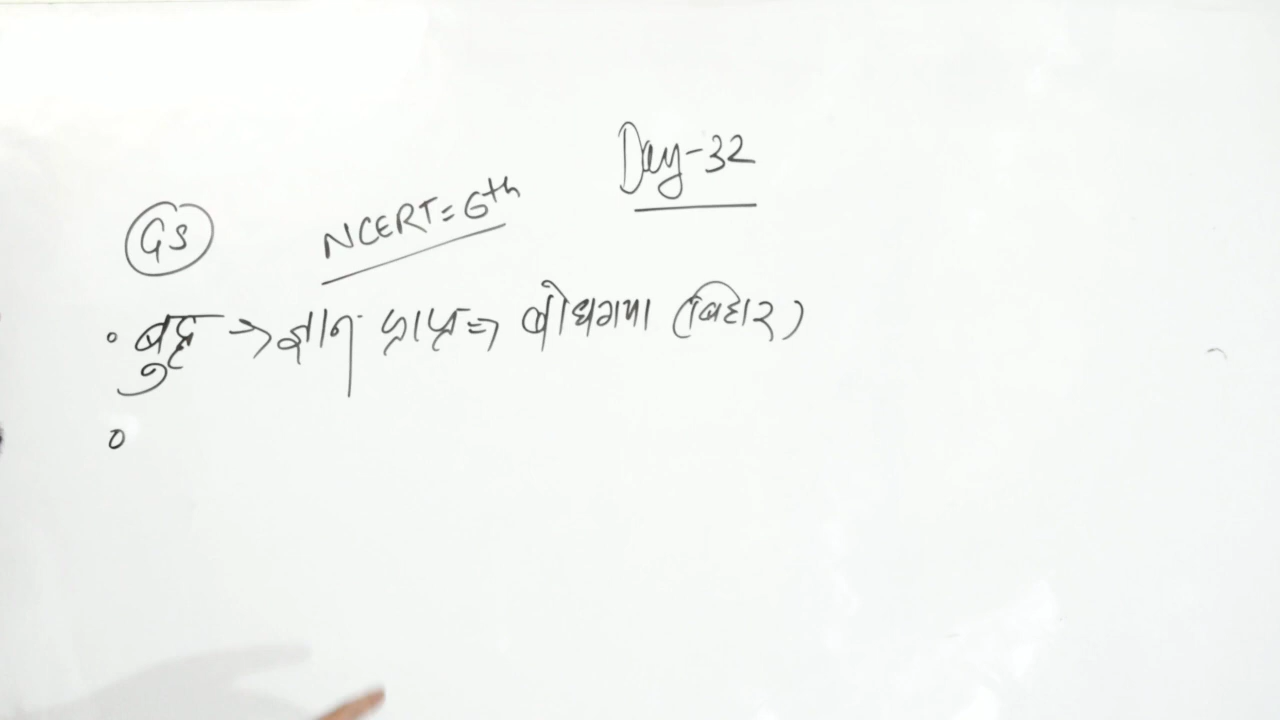 Day-32
GS NCERT = 6th
• बुद्ध → ज्ञान प्राप्त ⇒ बोधगया (बिहार)